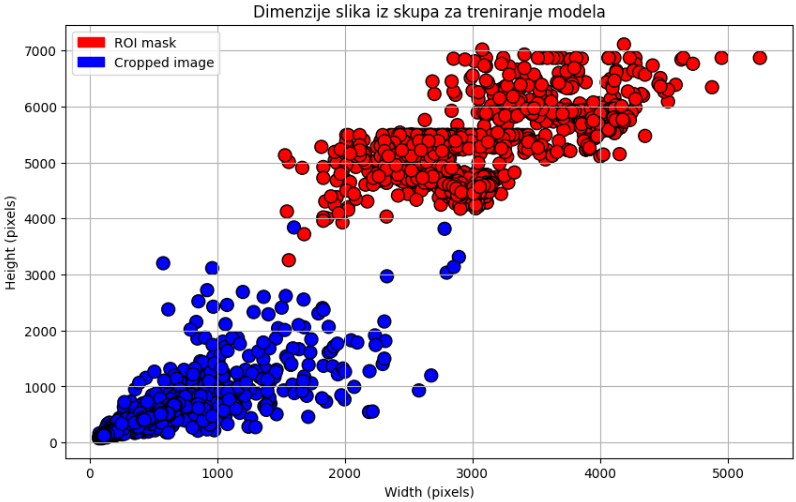 Dimenzije slika iz skupa za treniranje modela
ROI mask
Cropped image
Height (pixels)
7000
6000
5000
4000
3000
2000
1000
0
0 1000 2000 3000 4000 5000
Width (pixels)